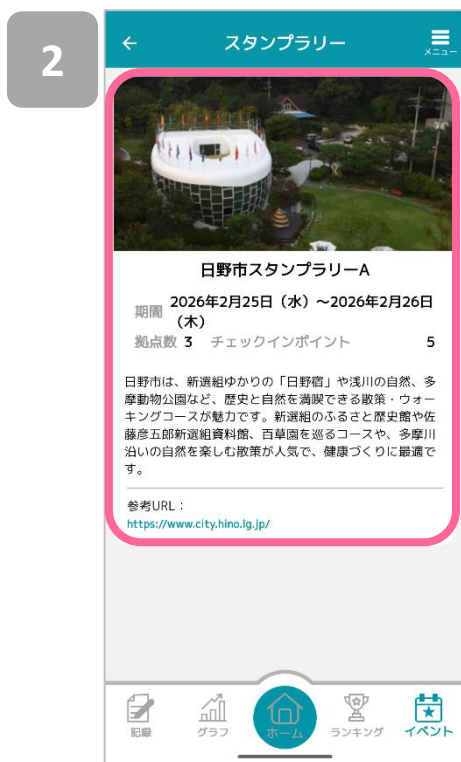 2
スタンプラリー
メニュー
日野市スタンプラリーA
期間 2026年2月25日（水）〜2026年2月26日
（木）
拠点数 3 チェックインポイント 5
日野市は、新選組ゆかりの「日野宿」や浅川の自然、多
摩動物公園など、歴史と自然を満喫できる散策・ウォー
キングコースが魅力です。新選組のふるさと歴史館や佐
藤彦五郎新選組資料館、百草園を巡るコースや、多摩川
沿いの自然を楽しむ散策が人気で、健康づくりに最適で
す。
参考URL：
https://www.city.hino.lg.jp/
記録 グラフ ホーム ランキング イベント